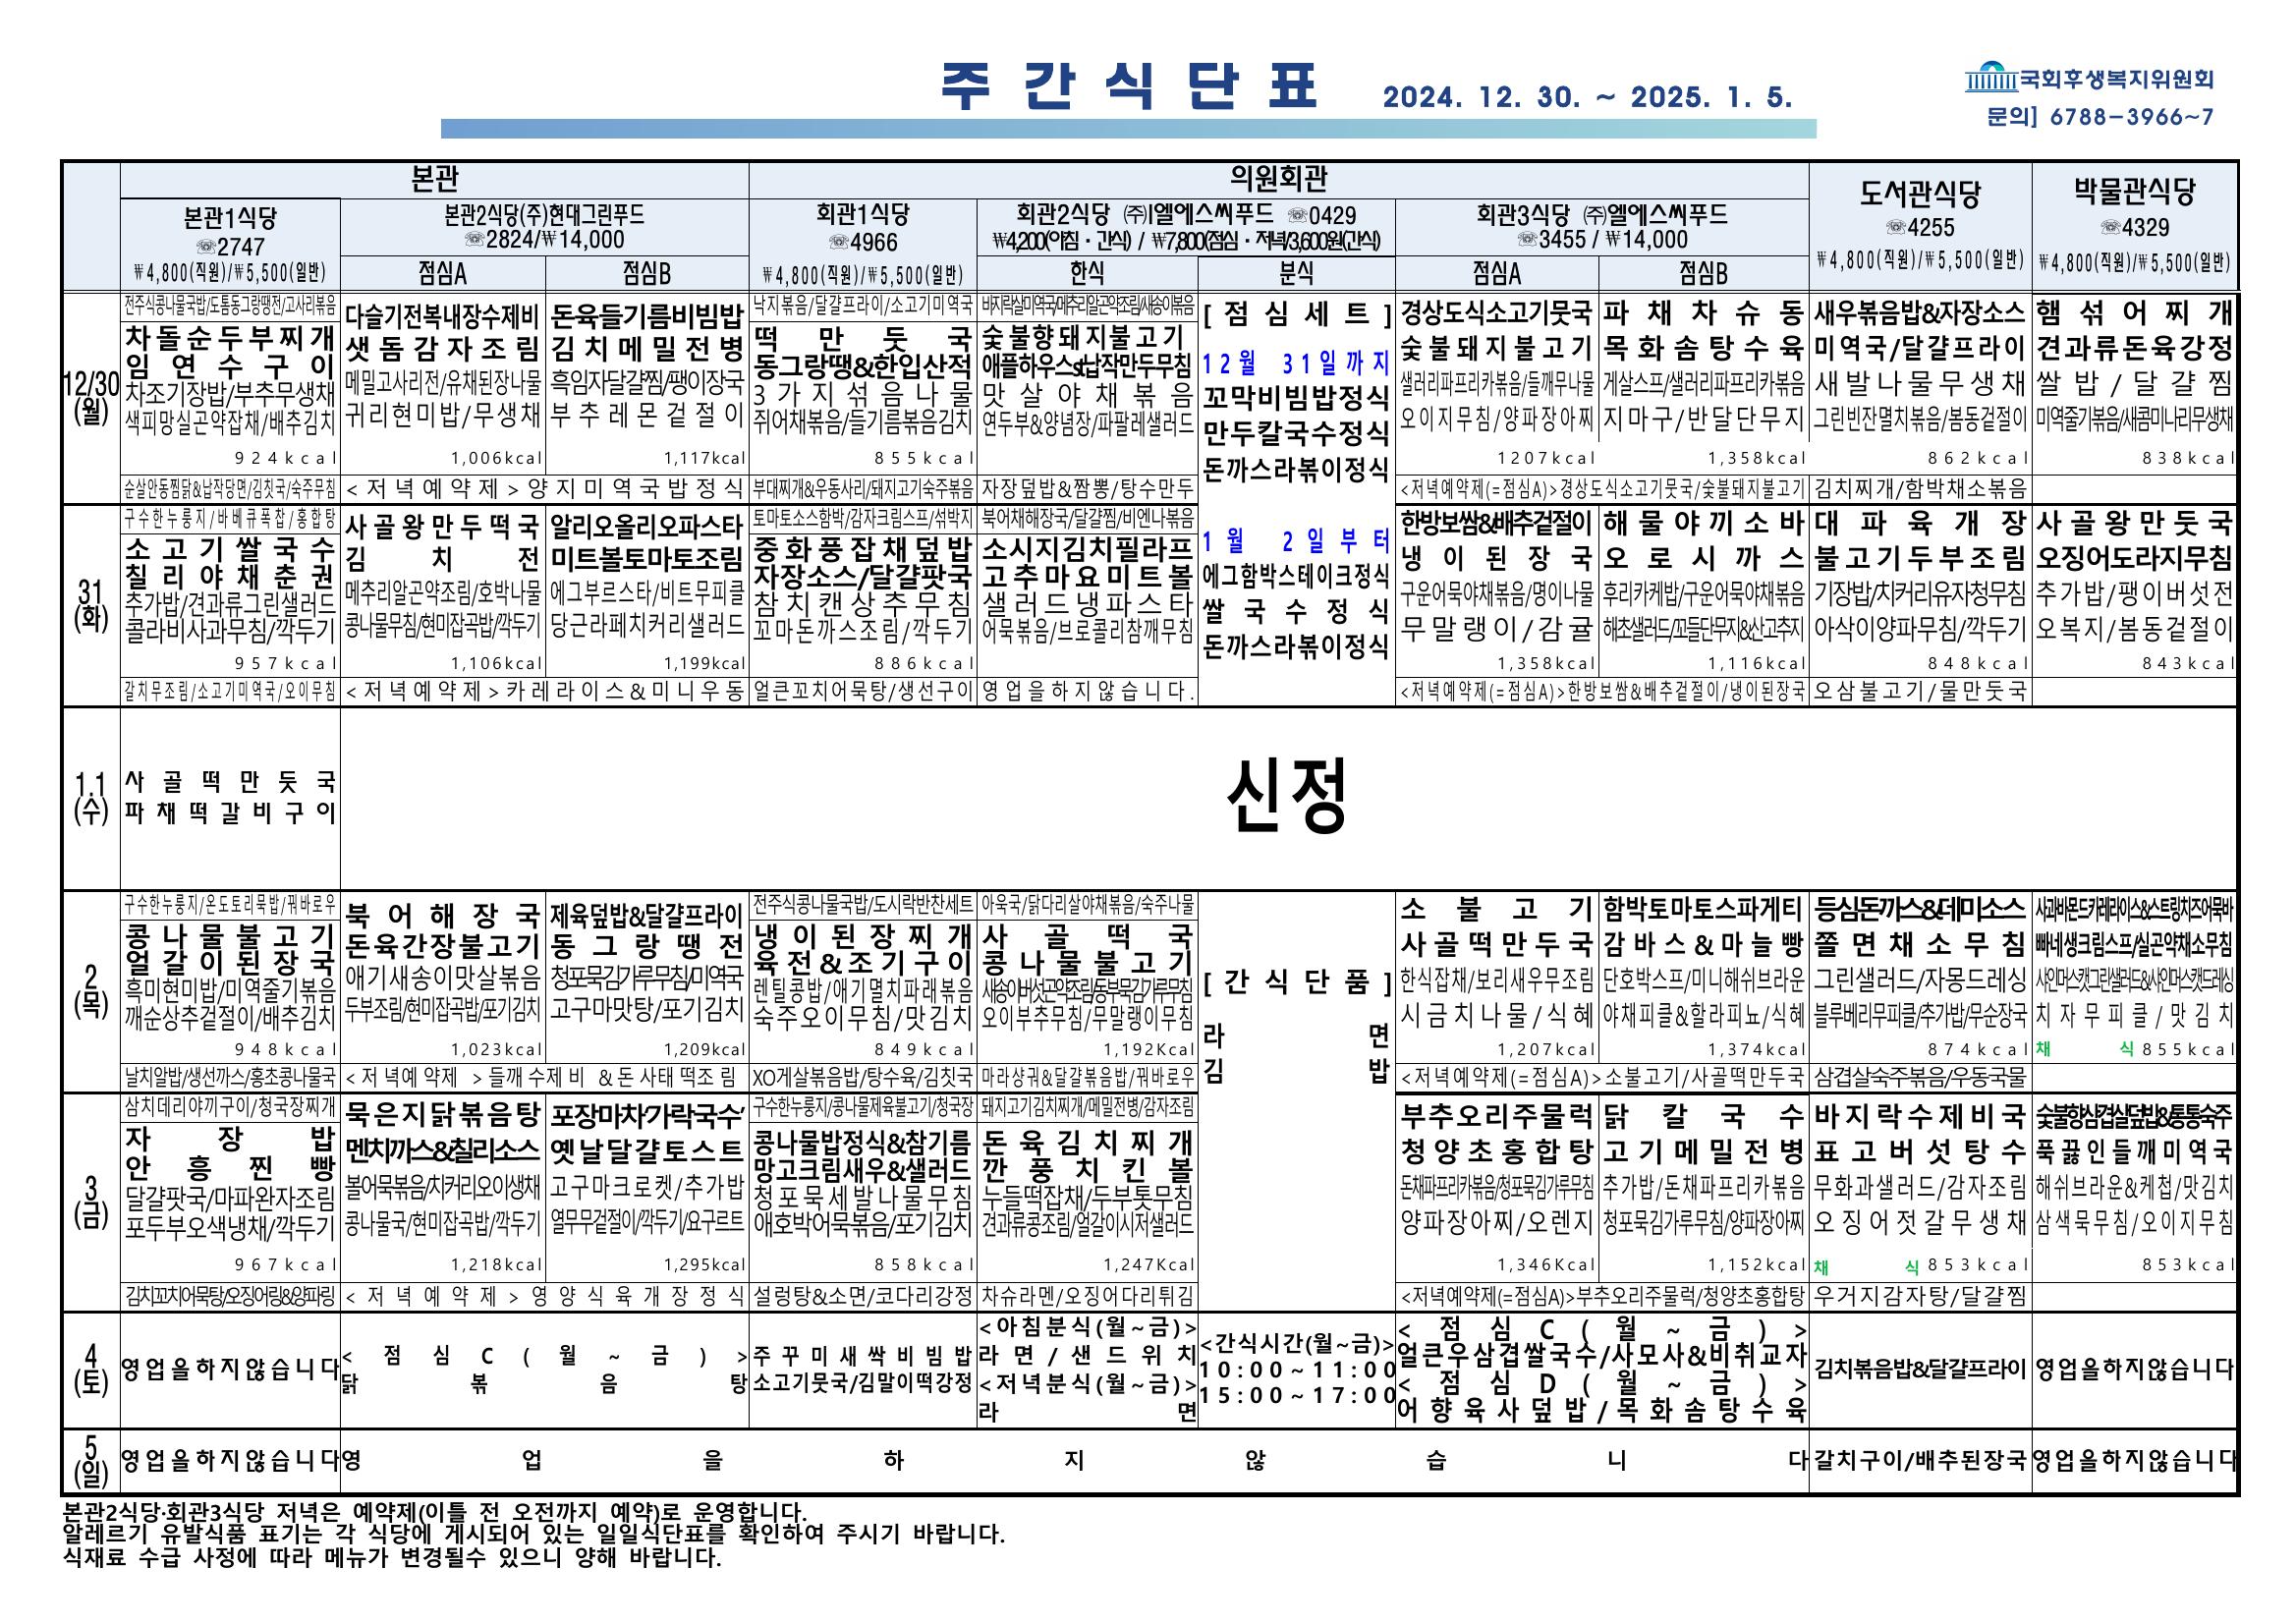 주 간 식 단 표 2024. 12. 30. ~ 2025. 1. 5.
국회후생복지위원회
문의] 6788-3966~7
본관
의원회관
도서관식당
☏4255
₩4,800(직원)/₩5,500(일반)
박물관식당
☏4329
₩4,800(직원)/₩5,500(일반)
본관1식당
☏2747
₩4,800(직원)/₩5,500(일반)
본관2식당(주)현대그린푸드
☏2824/₩14,000
점심A
점심B
회관1식당
☏4966
₩4,800(직원)/₩5,500(일반)
회관2식당 ㈜엘에스씨푸드 ☏0429
₩4,200(아침·간식) / ₩7,800(점심·저녁/3,600원(간식)
한식
분식
회관3식당 ㈜엘에스씨푸드
☏3455 / ₩14,000
점심A
점심B
12/30
(월)
전주식콩나물국밥/도톰동그랑땡전/고사리볶음
차돌순두부찌개
임연수구이
차조기장밥/부추무생채
색피망실곤약잡채/배추김치
924kcal
순살안동찜닭&납작당면/김칫국/숙주무침
다슬기전복내장수제비
샛돔감자조림
메밀고사리전/유채된장나물
귀리현미밥/무생채
1,006kcal
돈육들기름비빔밥
김치메밀전병
흑임자달걀찜/팽이장국
부추레몬겉절이
1,117kcal
<저녁예약제>양지미역국밥정식
낙지볶음/달걀프라이/소고기미역국
떡만둣국
동그랑땡&한입산적
3가지섞음나물
쥐어채볶음/들기름볶음김치
855kcal
부대찌개&우동사리/돼지고기숙주볶음
바지락살미역국/메추리알곤약조림/새송이볶음
숯불향돼지불고기
애플하우스st납작만두무침
맛살야채볶음
연두부&양념장/파팔레샐러드
자장덮밥&짬뽕/탕수만두
[점심세트]
12월 31일까지
꼬막비빔밥정식
만두칼국수정식
돈까스라볶이정식
1월 2일부터
에그함박스테이크정식
쌀국수정식
돈까스라볶이정식
경상도식소고기뭇국
숯불돼지불고기
샐러리파프리카볶음/들깨무나물
오이지무침/양파장아찌
1207kcal
파채차슈동
목화솜탕수육
게살스프/샐러리파프리카볶음
지마구/반달단무지
1,358kcal
<저녁예약제(=점심A)>경상도식소고기뭇국/숯불돼지불고기
새우볶음밥&자장소스
미역국/달걀프라이
새발나물무생채
그린빈잔멸치볶음/봄동겉절이
862kcal
김치찌개/함박채소볶음
햄섞어찌개
견과류돈육강정
쌀밥/달걀찜
미역줄기볶음/새콤미나리무생채
838kcal
31
(화)
구수한누룽지/바베큐폭찹/홍합탕
소고기쌀국수
칠리야채춘권
추가밥/견과류그린샐러드
콜라비사과무침/깍두기
957kcal
갈치무조림/소고기미역국/오이무침
사골왕만두떡국
김치전
메추리알곤약조림/호박나물
콩나물무침/현미잡곡밥/깍두기
1,106kcal
알리오올리오파스타
미트볼토마토조림
에그부르스타/비트무피클
당근라페치커리샐러드
1,199kcal
<저녁예약제>카레라이스&미니우동
토마토소스함박/감자크림스프/섞박지
중화풍잡채덮밥
자장소스/달걀팟국
참치캔상추무침
꼬마돈까스조림/깍두기
886kcal
얼큰꼬치어묵탕/생선구이
북어채해장국/달걀찜/비엔나볶음
소시지김치필라프
고추마요미트볼
샐러드냉파스타
어묵볶음/브로콜리참깨무침
영업을하지않습니다.
한방보쌈&배추겉절이
냉이된장국
구운어묵야채볶음/명이나물
무말랭이/감귤
1,358kcal
해물야끼소바
오로시까스
후리카케밥/구운어묵야채볶음
해초샐러드/꼬들단무지&산고추지
1,116kcal
<저녁예약제(=점심A)>한방보쌈&배추겉절이/냉이된장국
대파육개장
불고기두부조림
기장밥/치커리유자청무침
아삭이양파무침/깍두기
848kcal
오삼불고기/물만둣국
사골왕만둣국
오징어도라지무침
추가밥/팽이버섯전
오복지/봄동겉절이
843kcal
1.1
(수)
사골떡만둣국
파채떡갈비구이
신정
2
(목)
구수한누룽지/온도토리묵밥/꿔바로우
콩나물불고기
얼갈이된장국
흑미현미밥/미역줄기볶음
깨순상추겉절이/배추김치
948kcal
날치알밥/생선까스/홍초콩나물국
북어해장국
돈육간장불고기
애기새송이맛살볶음
두부조림/현미잡곡밥/포기김치
1,023kcal
제육덮밥&달걀프라이
동그랑땡전
청포묵김가루무침/미역국
고구마맛탕/포기김치
1,209kcal
<저녁예약제 >들깨수제비 &돈사태떡조림
전주식콩나물국밥/도시락반찬세트
냉이된장찌개
육전&조기구이
렌틸콩밥/애기멸치파래볶음
숙주오이무침/맛김치
849kcal
XO게살볶음밥/탕수육/김칫국
아욱국/닭다리살야채볶음/숙주나물
사골떡국
콩나물불고기
새송이버섯곤약조림/동부묵김가루무침
오이부추무침/무말랭이무침
1,192Kcal
마라샹궈&달걀볶음밥/꿔바로우
[간식단품]
라면
김밥
소불고기
사골떡만두국
한식잡채/보리새우무조림
시금치나물/식혜
1,207kcal
함박토마토스파게티
감바스&마늘빵
단호박스프/미니해쉬브라운
야채피클&할라피뇨/식혜
1,374kcal
<저녁예약제(=점심A)>소불고기/사골떡만두국
등심돈까스&데미소스
쫄면채소무침
그린샐러드/자몽드레싱
블루베리무피클/추가밥/무순장국
874kcal
삼겹살숙주볶음/우동국물
사과바몬드카레라이스&스트링치즈어묵바
빠네생크림스프/실곤약채소무침
샤인머스캣그린샐러드&샤인머스캣드레싱
치자무피클/맛김치
채식 855kcal
3
(금)
삼치데리야끼구이/청국장찌개
자장밥
안흥찐빵
달걀팟국/마파완자조림
포두부오색냉채/깍두기
967kcal
김치꼬치어묵탕/오징어링&양파링
묵은지닭볶음탕
멘치까스&칠리소스
볼어묵볶음/치커리오이생채
콩나물국/현미잡곡밥/깍두기
1,218kcal
포장마차‘가락국수’
옛날달걀토스트
고구마크로켓/추가밥
열무무겉절이/깍두기/요구르트
1,295kcal
<저녁예약제>영양식육개장정식
구수한누룽지/콩나물제육불고기/청국장
콩나물밥정식&참기름
망고크림새우&샐러드
청포묵세발나물무침
애호박어묵볶음/포기김치
858kcal
설렁탕&소면/코다리강정
돼지고기김치찌개/메밀전병/감자조림
돈육김치찌개
깐풍치킨볼
누들떡잡채/두부톳무침
견과류콩조림/얼갈이시저샐러드
1,247Kcal
차슈라멘/오징어다리튀김
부추오리주물럭
청양초홍합탕
돈채파프리카볶음/청포묵김가루무침
양파장아찌/오렌지
1,346Kcal
닭칼국수
고기메밀전병
추가밥/돈채파프리카볶음
청포묵김가루무침/양파장아찌
1,152kcal
<저녁예약제(=점심A)>부추오리주물럭/청양초홍합탕
바지락수제비국
표고버섯탕수
무화과샐러드/감자조림
오징어젓갈무생채
채식 853kcal
우거지감자탕/달걀찜
숯불향삼겹살덮밥&통통숙주
푹끓인들깨미역국
해쉬브라운&케첩/맛김치
삼색묵무침/오이지무침
853kcal
4
(토)
영업을하지않습니다
<점심C(월~금)>
닭볶음탕
주꾸미새싹비빔밥
소고기뭇국/김말이떡강정
<아침분식(월~금)>
라면/샌드위치
<저녁분식(월~금)>
라면
<간식시간(월~금)>
10:00~11:00
15:00~17:00
<점심C(월~금)>
얼큰우삼겹쌀국수/사모사&비취교자
<점심D(월~금)>
어향육사덮밥/목화솜탕수육
김치볶음밥&달걀프라이
영업을하지않습니다
5
(일)
영업을하지않습니다
영업을하지않습니다
갈치구이/배추된장국
영업을하지않습니다
본관2식당·회관3식당 저녁은 예약제(이틀 전 오전까지 예약)로 운영합니다.
알레르기 유발식품 표기는 각 식당에 게시되어 있는 일일식단표를 확인하여 주시기 바랍니다.
식재료 수급 사정에 따라 메뉴가 변경될수 있으니 양해 바랍니다.